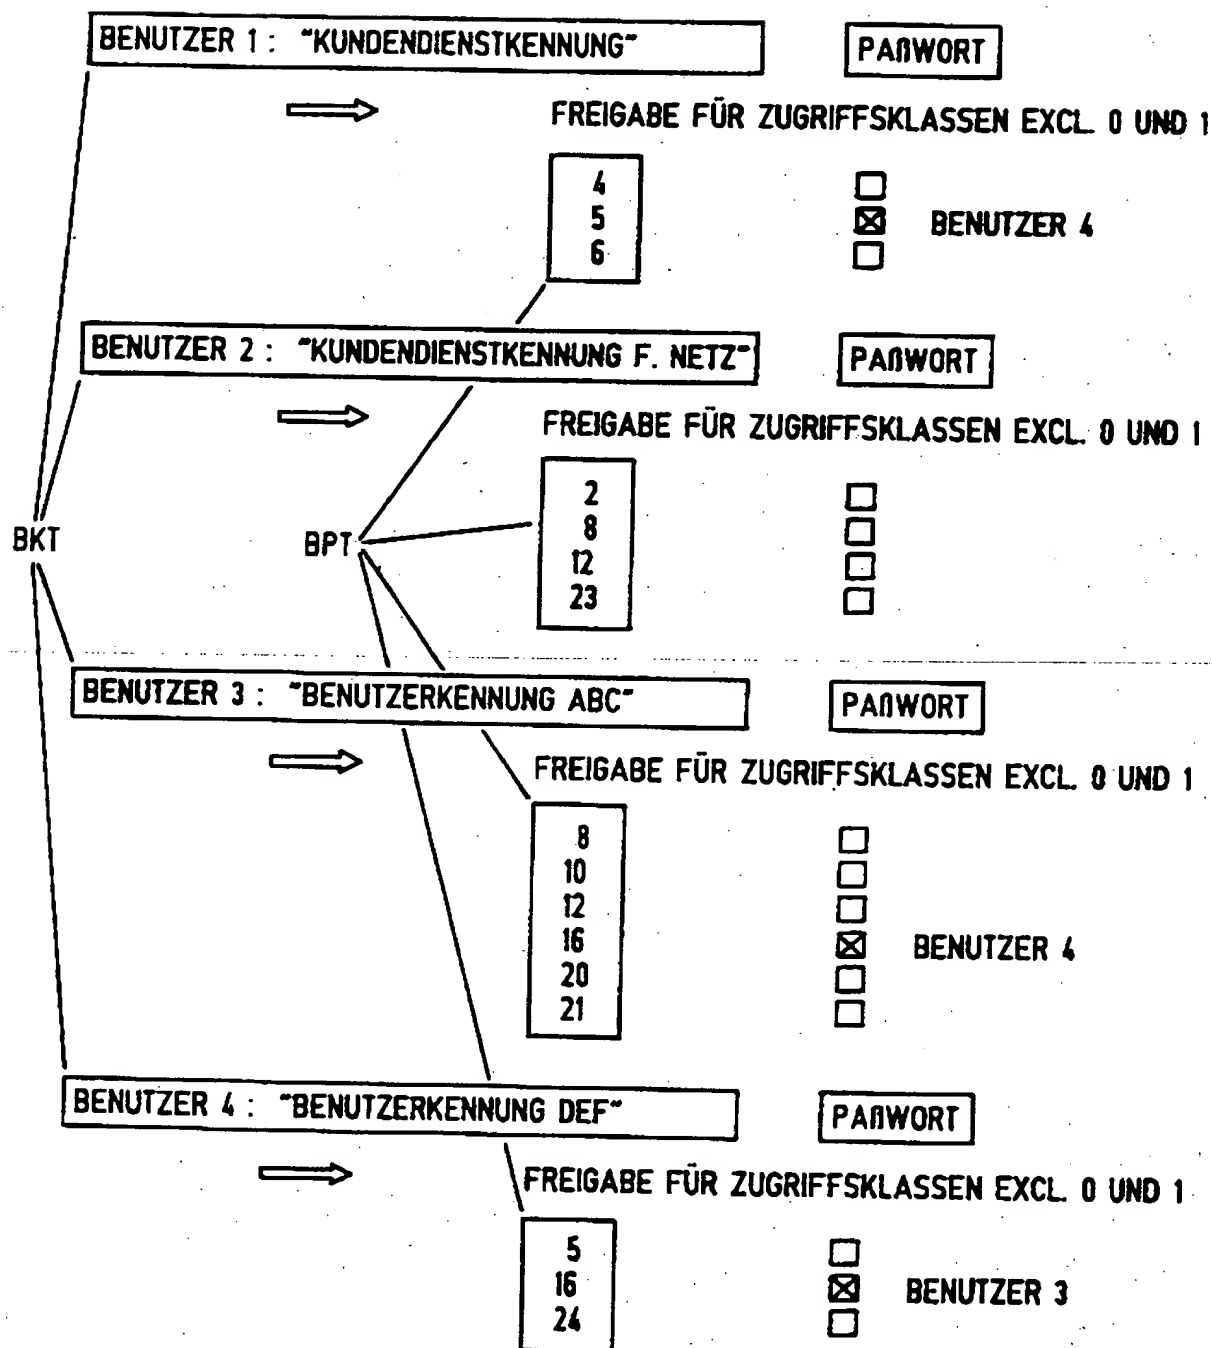 BENUTZER 1 : "KUNDENDIENSTKENNUNG" PAßWORT
FREIGABE FÜR ZUGRIFFSKLASSEN EXCL. 0 UND 1
4
5 BENUTZER 4
6
BENUTZER 2 : "KUNDENDIENSTKENNUNG F. NETZ" PAßWORT
FREIGABE FÜR ZUGRIFFSKLASSEN EXCL. 0 UND 1
2
8
BKT BPT
12
23
BENUTZER 3 : "BENUTZERKENNUNG ABC" PAßWORT
FREIGABE FÜR ZUGRIFFSKLASSEN EXCL. 0 UND 1
8
10
12
16 BENUTZER 4
20
21
BENUTZER 4 : "BENUTZERKENNUNG DEF" PAßWORT
FREIGABE FÜR ZUGRIFFSKLASSEN EXCL. 0 UND 1
5
16 BENUTZER 3
24